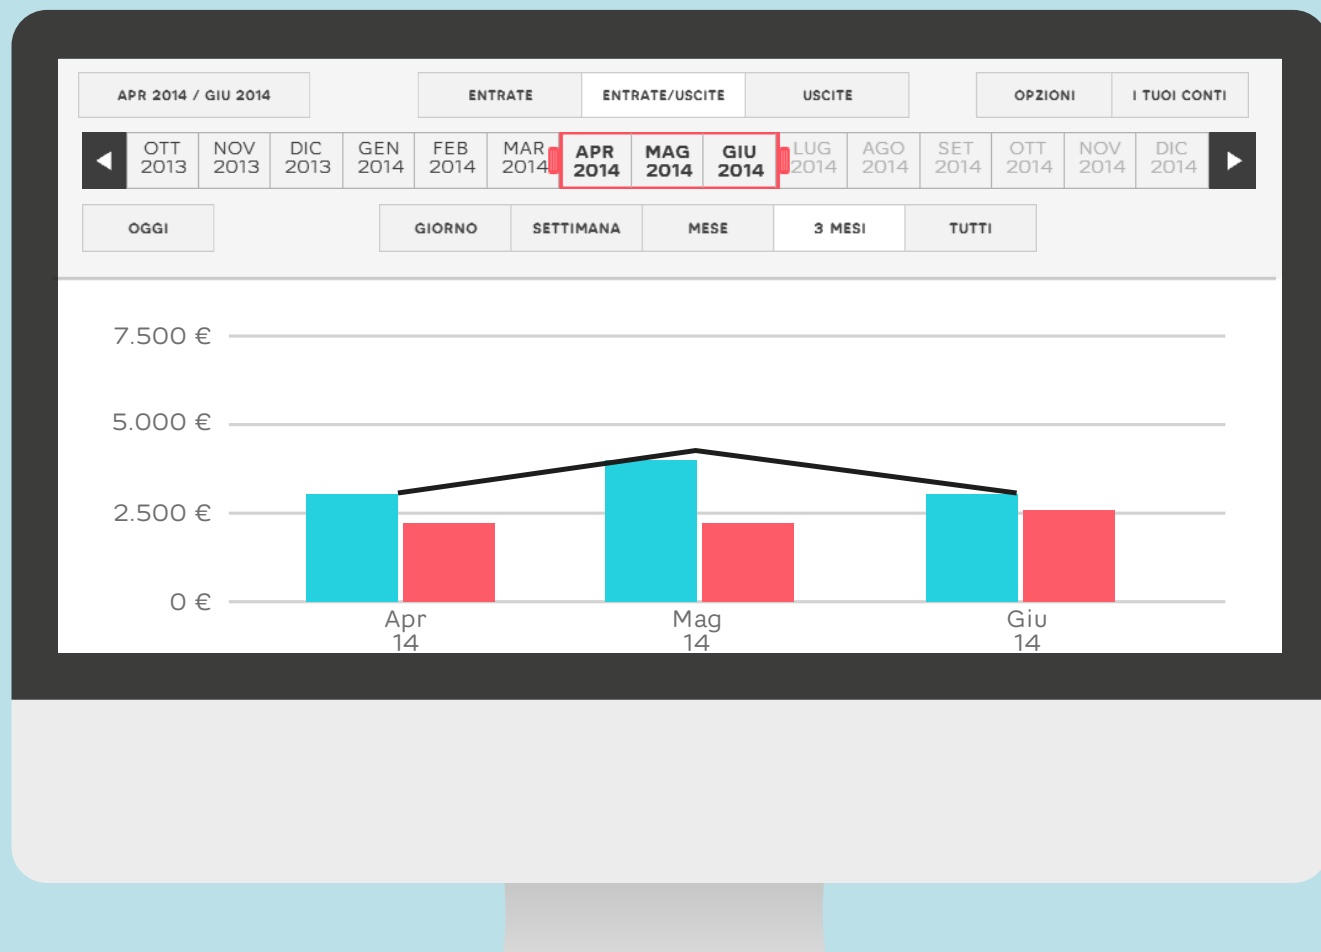 APR 2014 / GIU 2014
ENTRATE
ENTRATE/USCITE
USCITE
OPZIONI
I TUOI CONTI
OTT
2013
NOV
2013
DIC
2013
GEN
2014
FEB
2014
MAR
2014
APR
2014
MAG
2014
GIU
2014
LUG
2014
AGO
2014
SET
2014
OTT
2014
NOV
2014
DIC
2014
OGGI
GIORNO
SETTIMANA
MESE
3 MESI
TUTTI
7.500 €
5.000 €
2.500 €
0 €
Apr
14
Mag
14
Giu
14